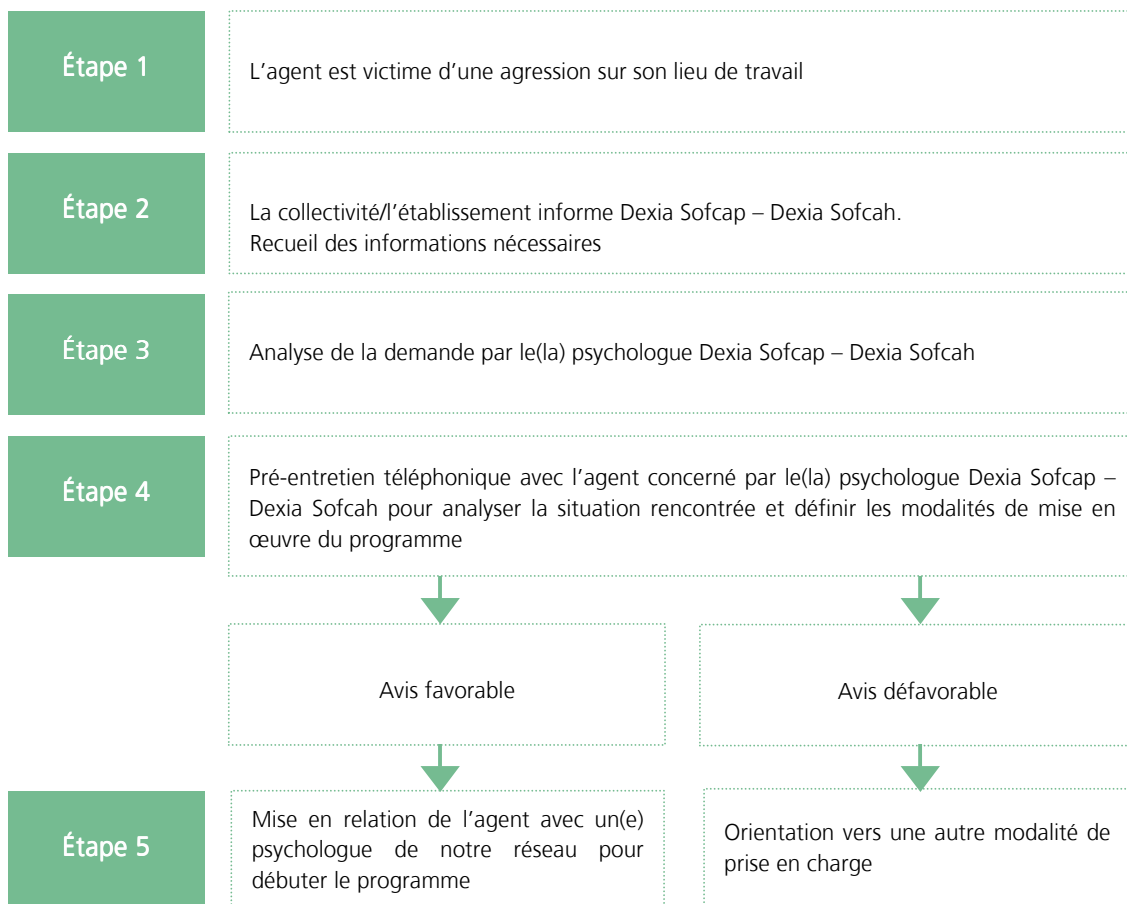 Étape 1
L’agent est victime d’une agression sur son lieu de travail
Étape 2
La collectivité/l’établissement informe Dexia Sofcap – Dexia Sofcah.
Recueil des informations nécessaires
Étape 3
Analyse de la demande par le(la) psychologue Dexia Sofcap – Dexia Sofcah
Étape 4
Pré-entretien téléphonique avec l’agent concerné par le(la) psychologue Dexia Sofcap –
Dexia Sofcah pour analyser la situation rencontrée et définir les modalités de mise en
œuvre du programme
Avis favorable
Avis défavorable
Étape 5
Mise en relation de l’agent avec un(e)
psychologue de notre réseau pour
débuter le programme
Orientation vers une autre modalité de
prise en charge